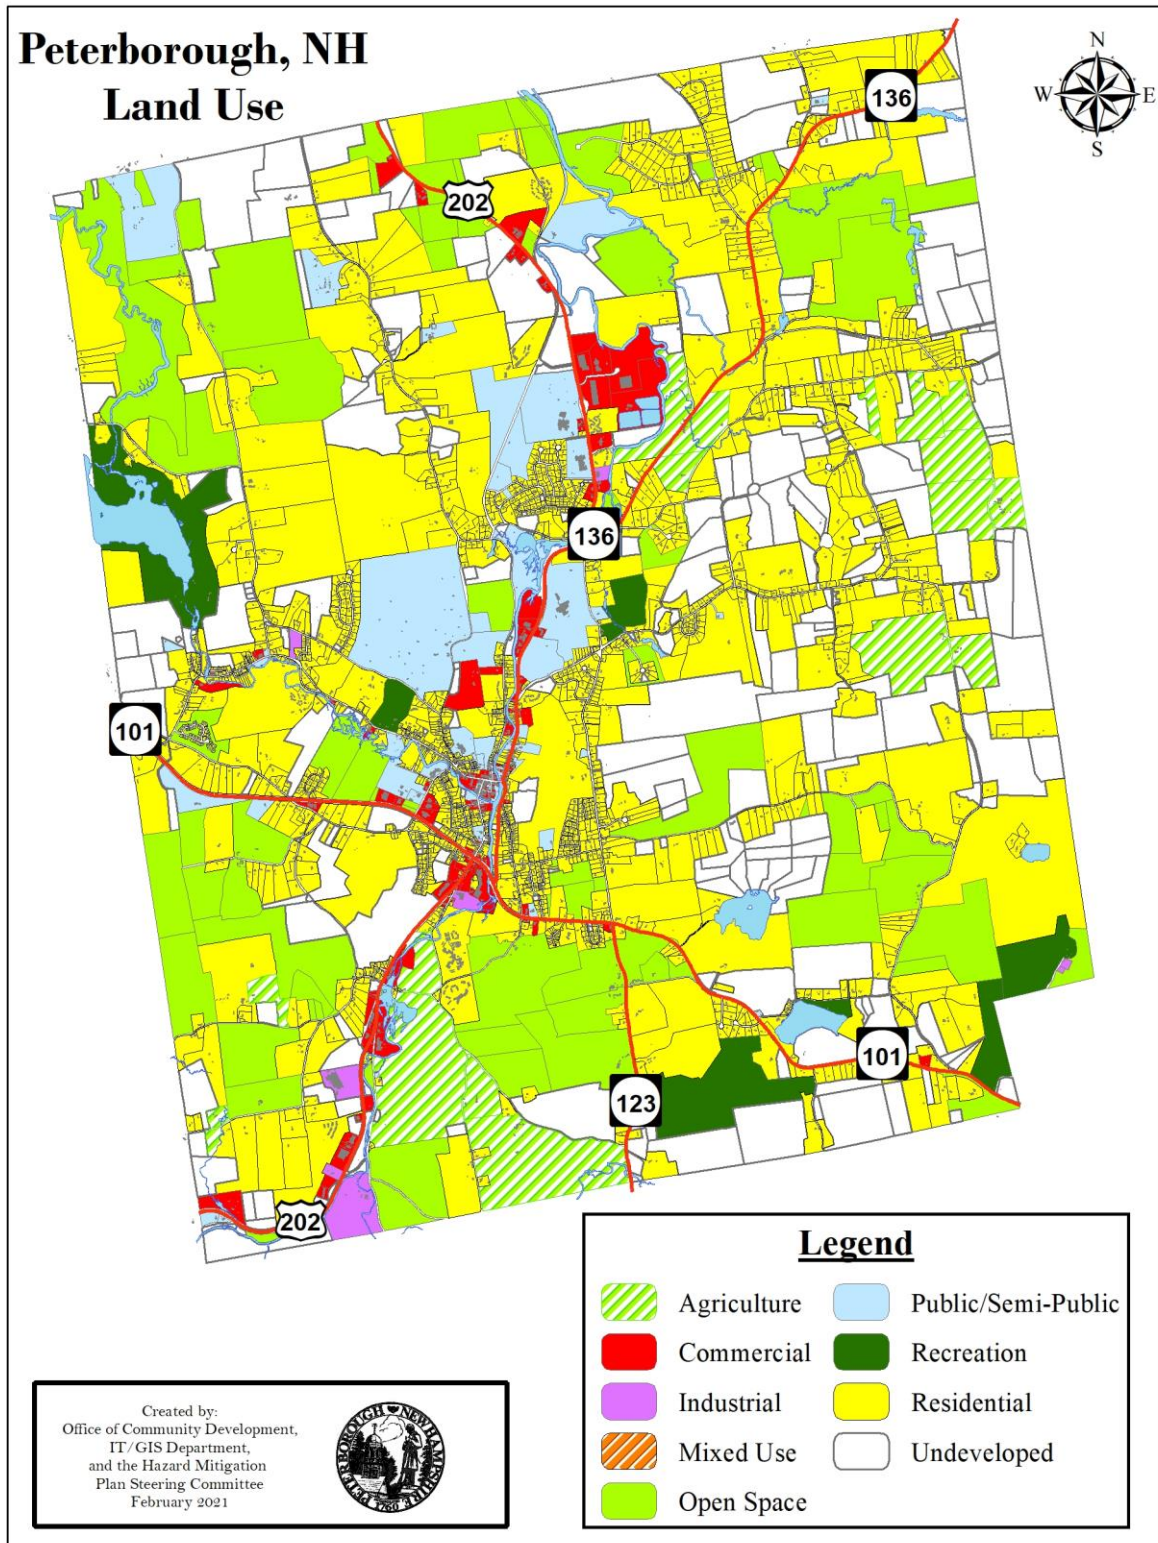 Peterborough, NH
Land Use
N
W E
S
136
202
136
101
101
123
202
Legend
Agriculture
Public/Semi-Public
Commercial
Recreation
Industrial
Residential
Mixed Use
Undeveloped
Open Space
Created by:
Office of Community Development,
IT/GIS Department,
and the Hazard Mitigation
Plan Steering Committee
February 2021
PETERBOROUGH NEW HAMPSHIRE